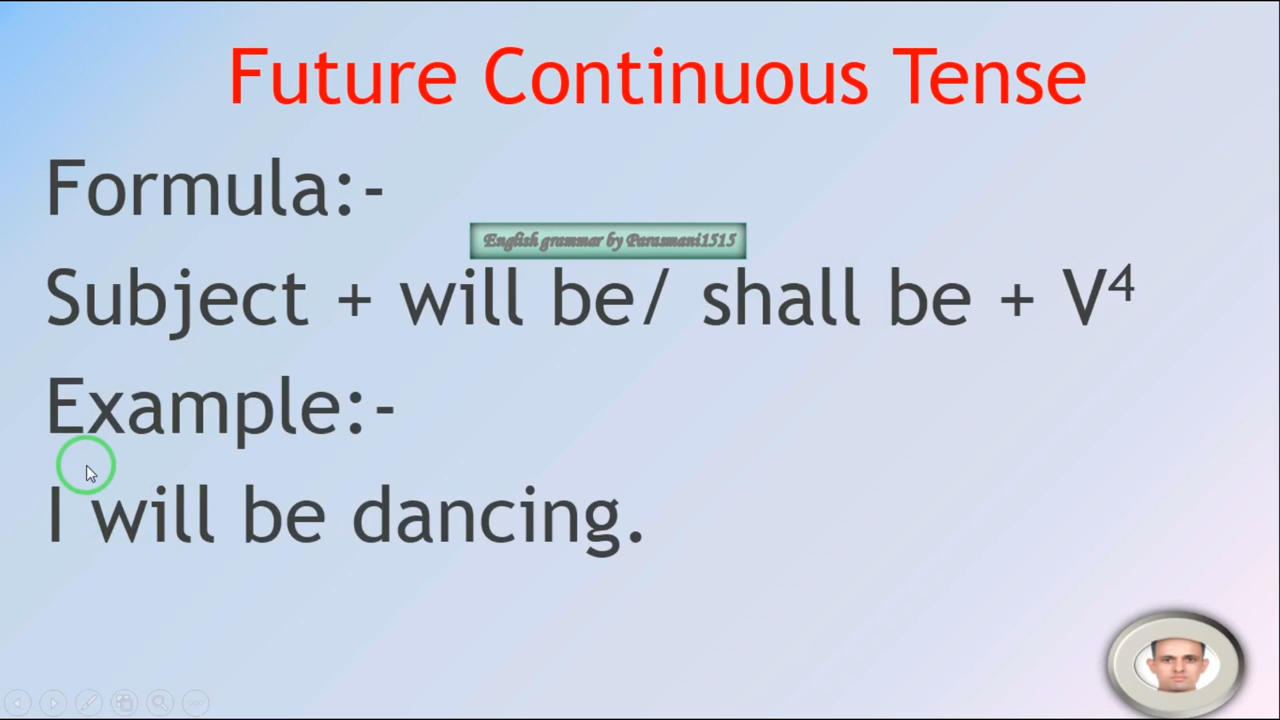 Future Continuous Tense
Formula:-
English grammar by Parasmani1515
Subject + will be/ shall be + V⁴
Example:-
I will be dancing.